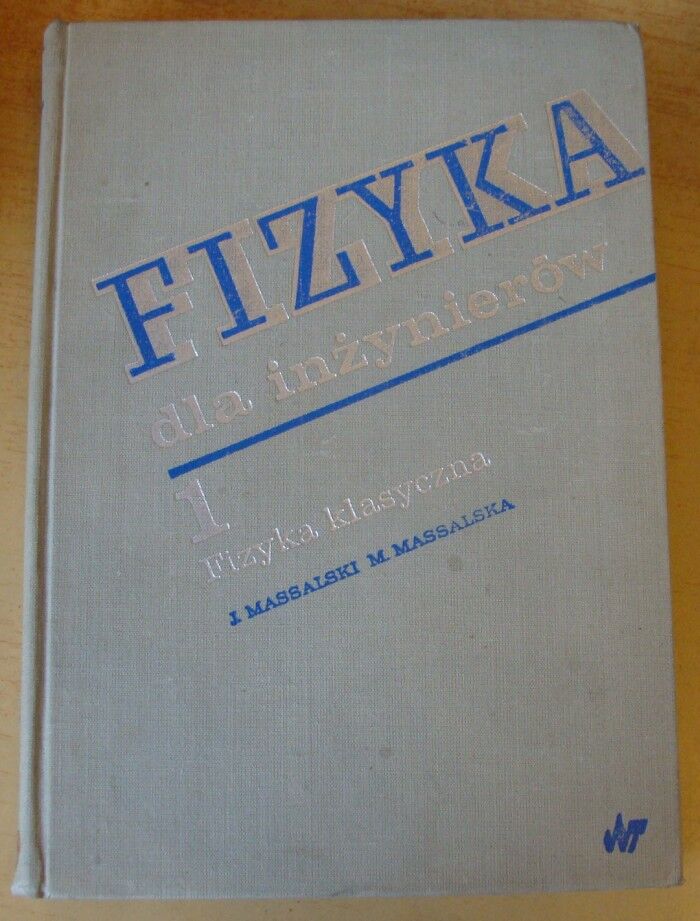 FIZYKA
dla inżynierów
1
Fizyka klasyczna
J. MASSALSKI M. MASSALSKA
WNT